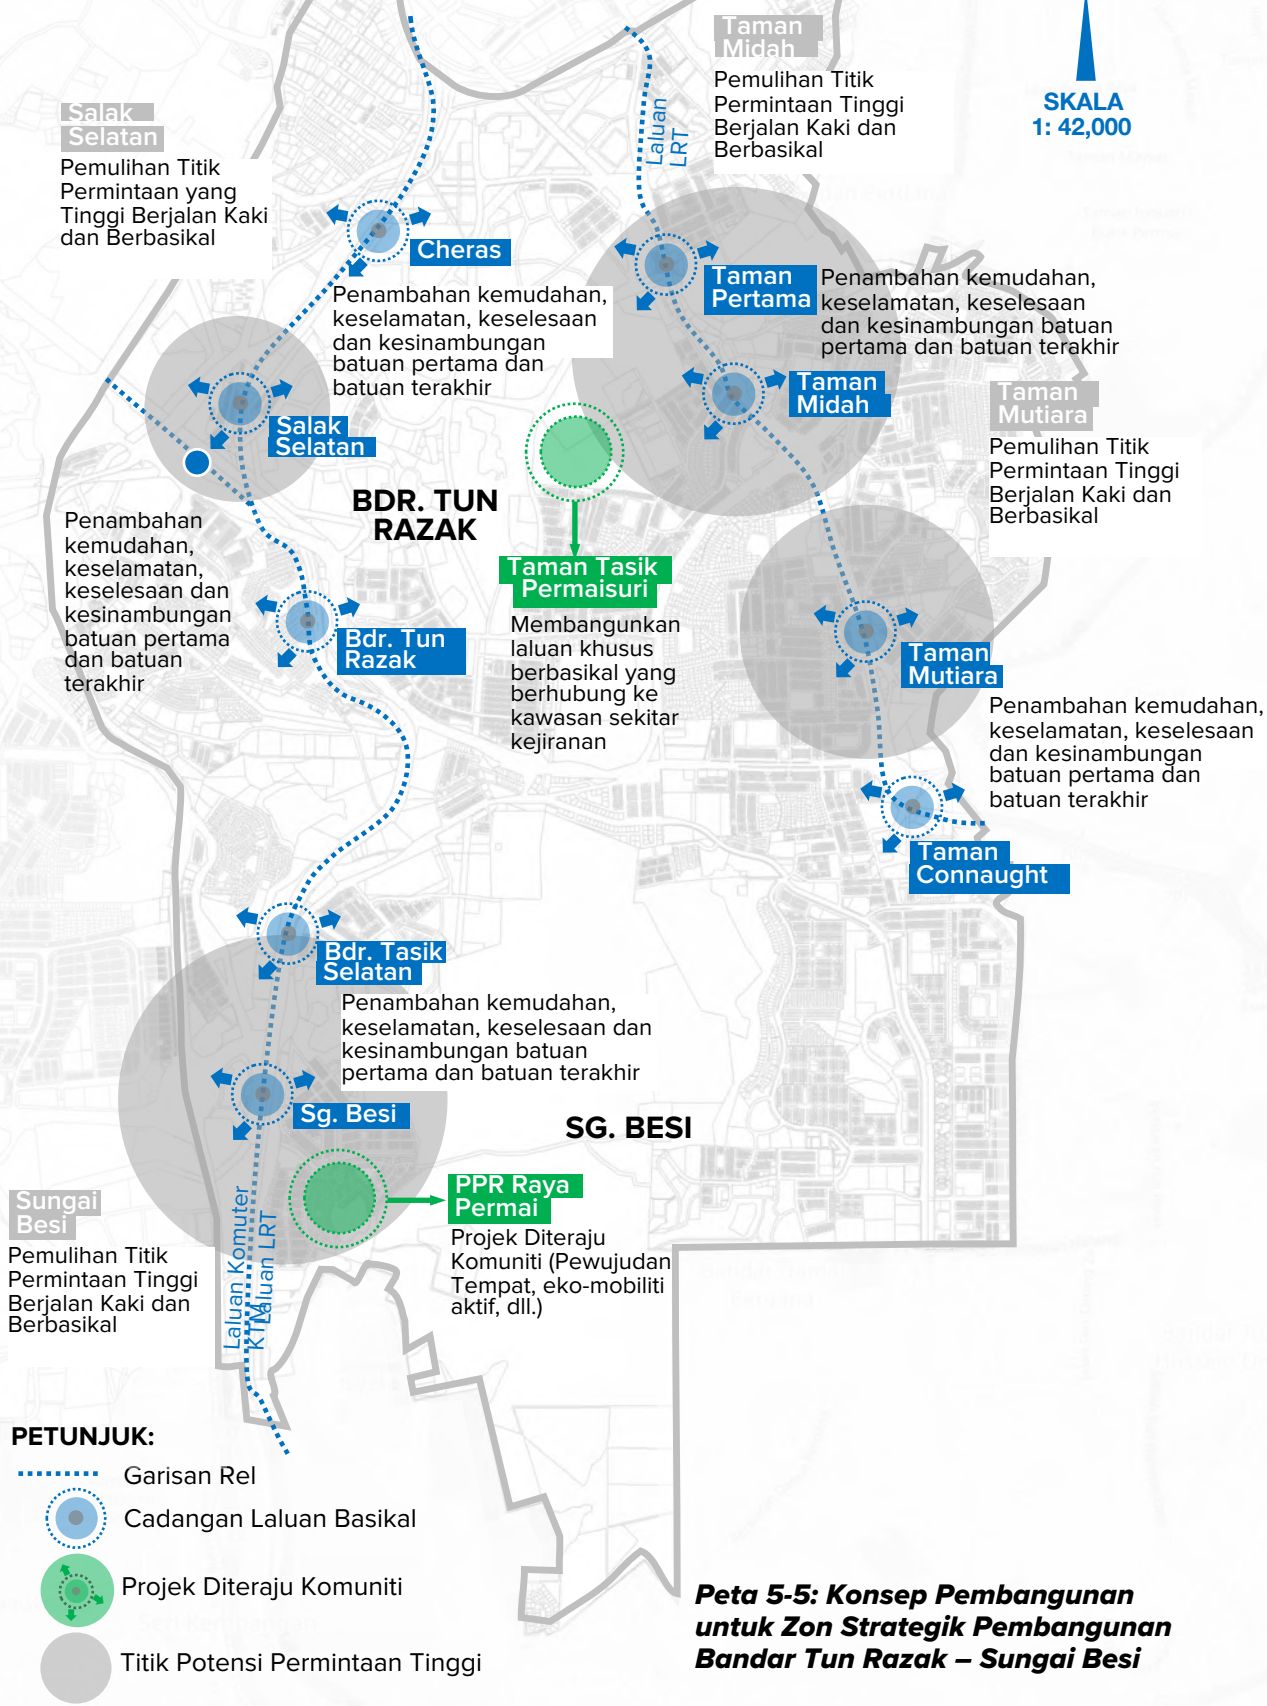 Taman
Midah
Pemulihan Titik
Permintaan Tinggi
Berjalan Kaki dan
Berbasikal
SKALA
1: 42,000
Salak
Selatan
Pemulihan Titik
Permintaan yang
Tinggi Berjalan Kaki
dan Berbasikal
Laluan
LRT
Cheras
Penambahan kemudahan,
keselamatan, keselesaan
dan kesinambungan
batuan pertama dan
batuan terakhir
Taman
Pertama
Penambahan kemudahan,
keselamatan, keselesaan
dan kesinambungan batuan
pertama dan batuan terakhir
Taman
Midah
Taman
Mutiara
Pemulihan Titik
Permintaan Tinggi
Berjalan Kaki dan
Berbasikal
Salak
Selatan
BDR. TUN
RAZAK
Penambahan
kemudahan,
keselamatan,
keselesaan dan
kesinambungan
batuan pertama
dan batuan
terakhir
Taman Tasik
Permaisuri
Membangunkan
laluan khusus
berbasikal yang
berhubung ke
kawasan sekitar
kejiranan
Bdr. Tun
Razak
Taman
Mutiara
Penambahan kemudahan,
keselamatan, keselesaan
dan kesinambungan
batuan pertama dan
batuan terakhir
Taman
Connaught
Bdr. Tasik
Selatan
Penambahan kemudahan,
keselamatan, keselesaan dan
kesinambungan batuan
pertama dan batuan terakhir
Sg. Besi
SG. BESI
Sungai
Besi
Pemulihan Titik
Permintaan Tinggi
Berjalan Kaki dan
Berbasikal
Laluan Komuter
KTM
Laluan LRT
PPR Raya
Permai
Projek Diteraju
Komuniti (Pewujudan
Tempat, eko-mobiliti
aktif, dll.)
PETUNJUK:
Garisan Rel
Cadangan Laluan Basikal
Projek Diteraju Komuniti
Titik Potensi Permintaan Tinggi
Peta 5-5: Konsep Pembangunan
untuk Zon Strategik Pembangunan
Bandar Tun Razak – Sungai Besi